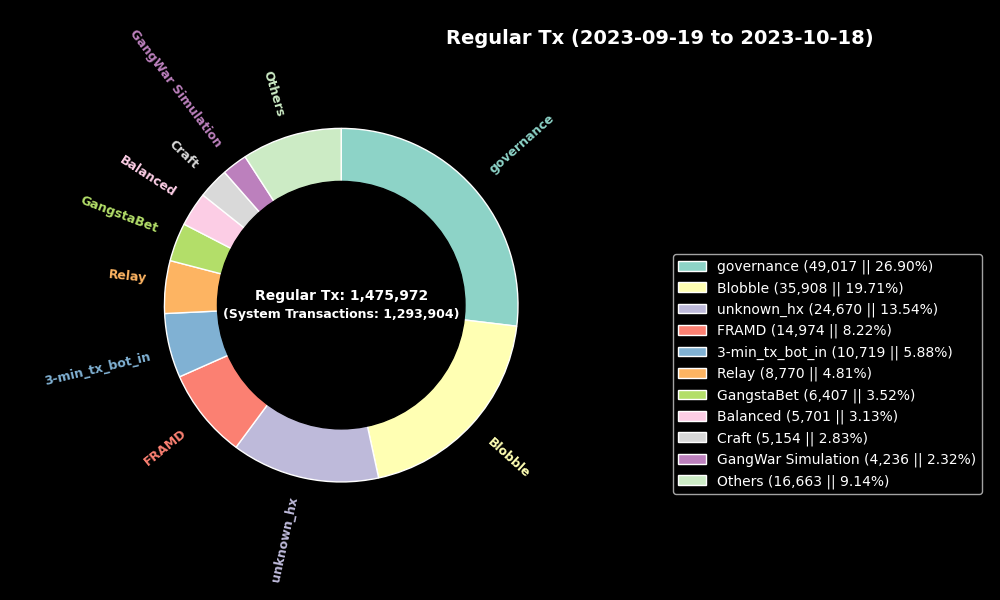 Regular Tx (2023-09-19 to 2023-10-18)
GangWar Simulation
Others
governance
Craft
Balanced
GangstaBet
Relay
3-min_tx_bot_in
FRAMD
unknown_hx
Blobble
Regular Tx: 1,475,972
(System Transactions: 1,293,904)
governance (49,017 || 26.90%)
Blobble (35,908 || 19.71%)
unknown_hx (24,670 || 13.54%)
FRAMD (14,974 || 8.22%)
3-min_tx_bot_in (10,719 || 5.88%)
Relay (8,770 || 4.81%)
GangstaBet (6,407 || 3.52%)
Balanced (5,701 || 3.13%)
Craft (5,154 || 2.83%)
GangWar Simulation (4,236 || 2.32%)
Others (16,663 || 9.14%)